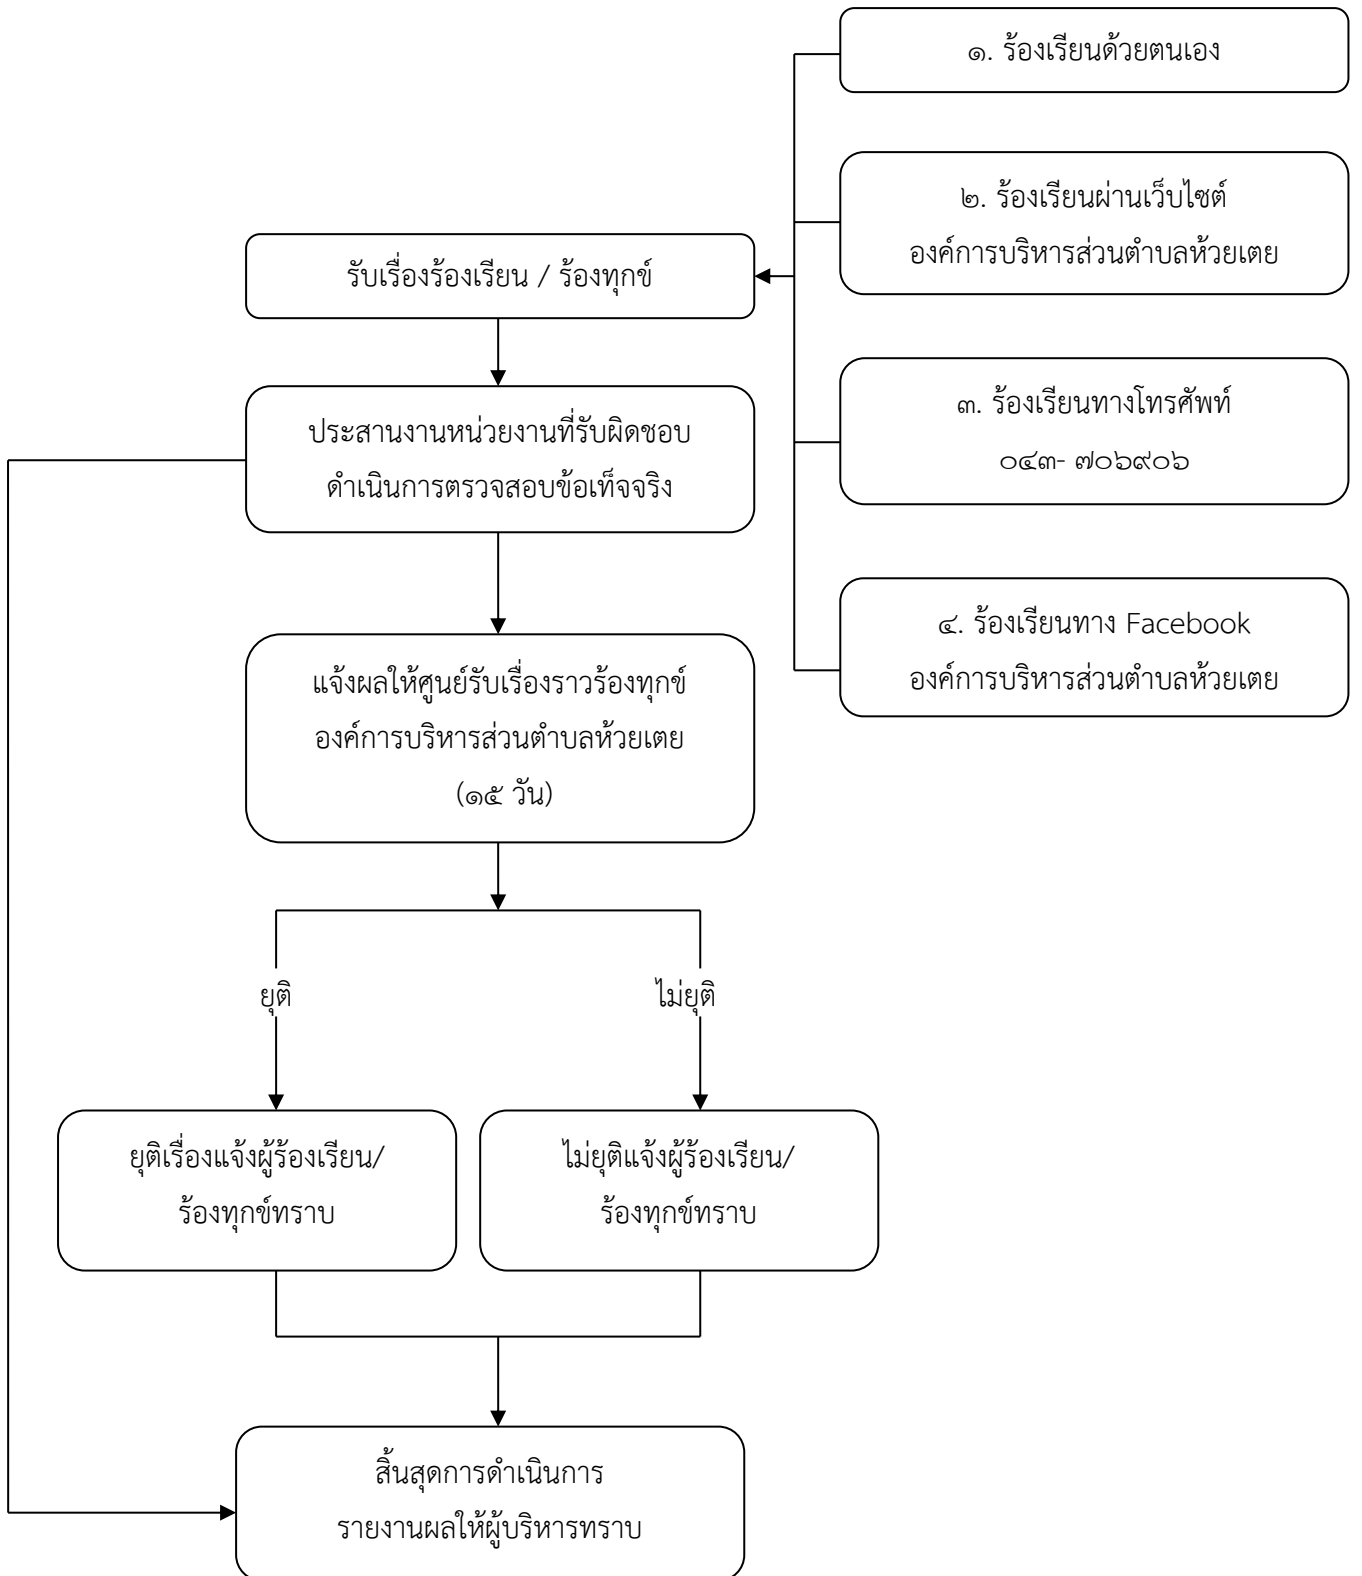 ๑. ร้องเรียนด้วยตนเอง
๒. ร้องเรียนผ่านเว็บไซต์
องค์การบริหารส่วนตำบลห้วยเตย
รับเรื่องร้องเรียน / ร้องทุกข์
๓. ร้องเรียนทางโทรศัพท์
๐๔๓- ๗๐๖๙๐๖
ประสานงานหน่วยงานที่รับผิดชอบ
ดำเนินการตรวจสอบข้อเท็จจริง
๔. ร้องเรียนทาง Facebook
องค์การบริหารส่วนตำบลห้วยเตย
แจ้งผลให้ศูนย์รับเรื่องราวร้องทุกข์
องค์การบริหารส่วนตำบลห้วยเตย
(๑๕ วัน)
ยุติ
ไม่ยุติ
ยุติเรื่องแจ้งผู้ร้องเรียน/
ร้องทุกข์ทราบ
ไม่ยุติแจ้งผู้ร้องเรียน/
ร้องทุกข์ทราบ
สิ้นสุดการดำเนินการ
รายงานผลให้ผู้บริหารทราบ